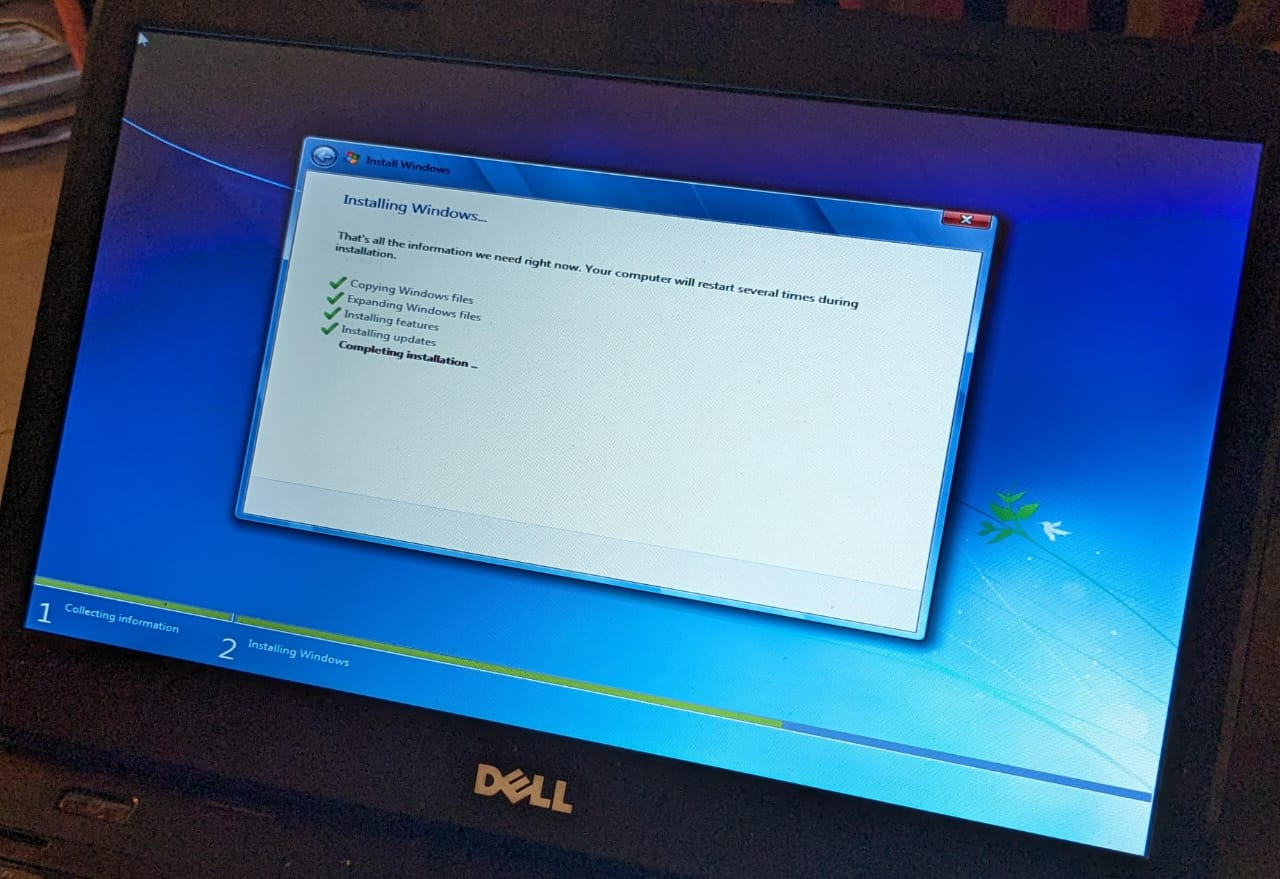 Install Windows
Installing Windows...
That's all the information we need right now. Your computer will restart several times during
installation.
Copying Windows files
Expanding Windows files
Installing features
Installing updates
Completing installation ...
1 Collecting information
2 Installing Windows
DELL